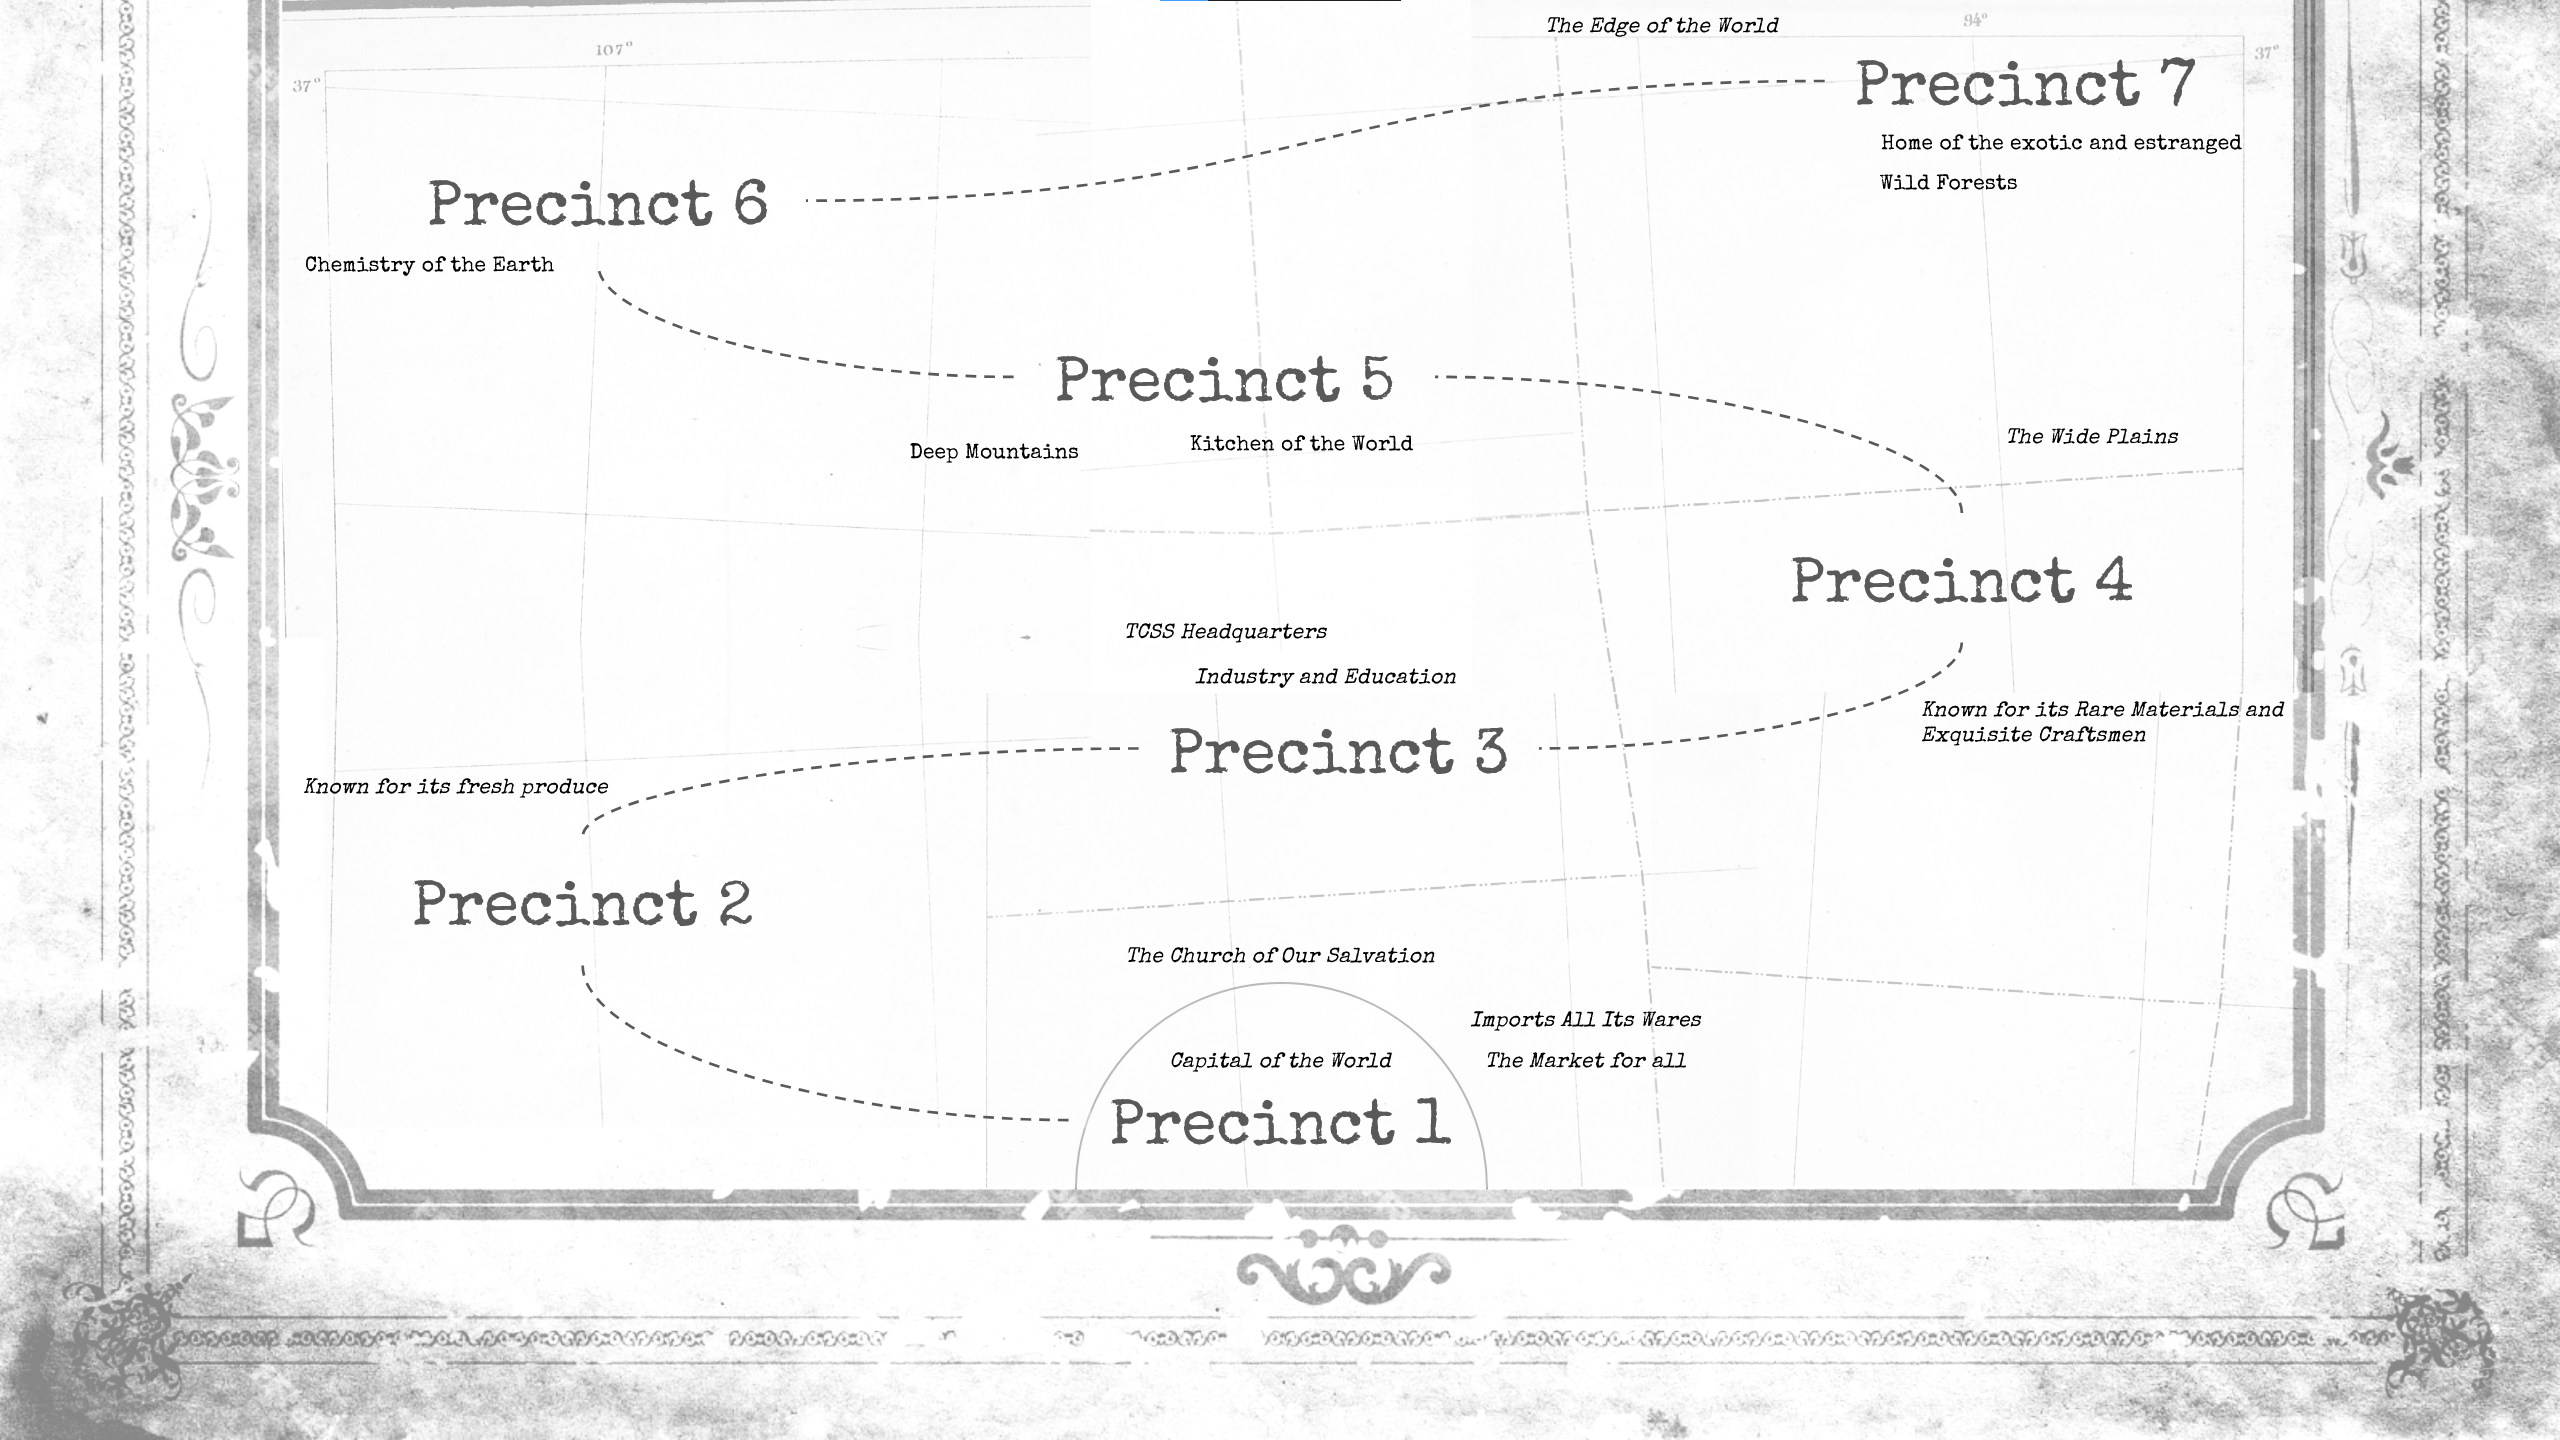 The Edge of the World
94°
107°
37°
37°
Precinct 7
Home of the exotic and estranged
Wild Forests
Precinct 6
Chemistry of the Earth
Precinct 5
Deep Mountains
Kitchen of the World
The Wide Plains
Precinct 4
TCSS Headquarters
Industry and Education
Known for its Rare Materials and
Exquisite Craftsmen
Precinct 3
Known for its fresh produce
Precinct 2
The Church of Our Salvation
Imports All Its Wares
Capital of the World
The Market for all
Precinct 1